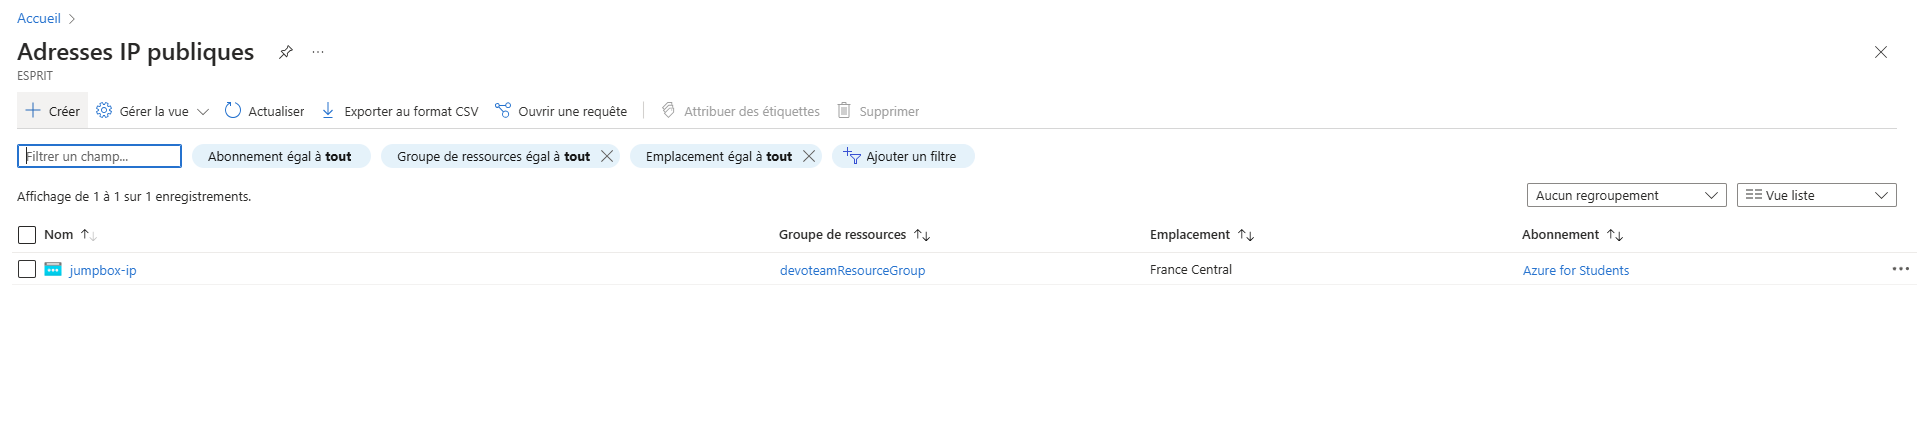 Accueil
Adresses IP publiques
ESPRIT
Créer Gérer la vue Actualiser Exporter au format CSV Ouvrir une requête Attribuer des étiquettes Supprimer
Filtrer un champ... Abonnement égal à tout Groupe de ressources égal à tout Emplacement égal à tout Ajouter un filtre
Affichage de 1 à 1 sur 1 enregistrements. Aucun regroupement Vue liste
Nom Groupe de ressources Emplacement Abonnement
jumpbox-ip devoteamResourceGroup France Central Azure for Students